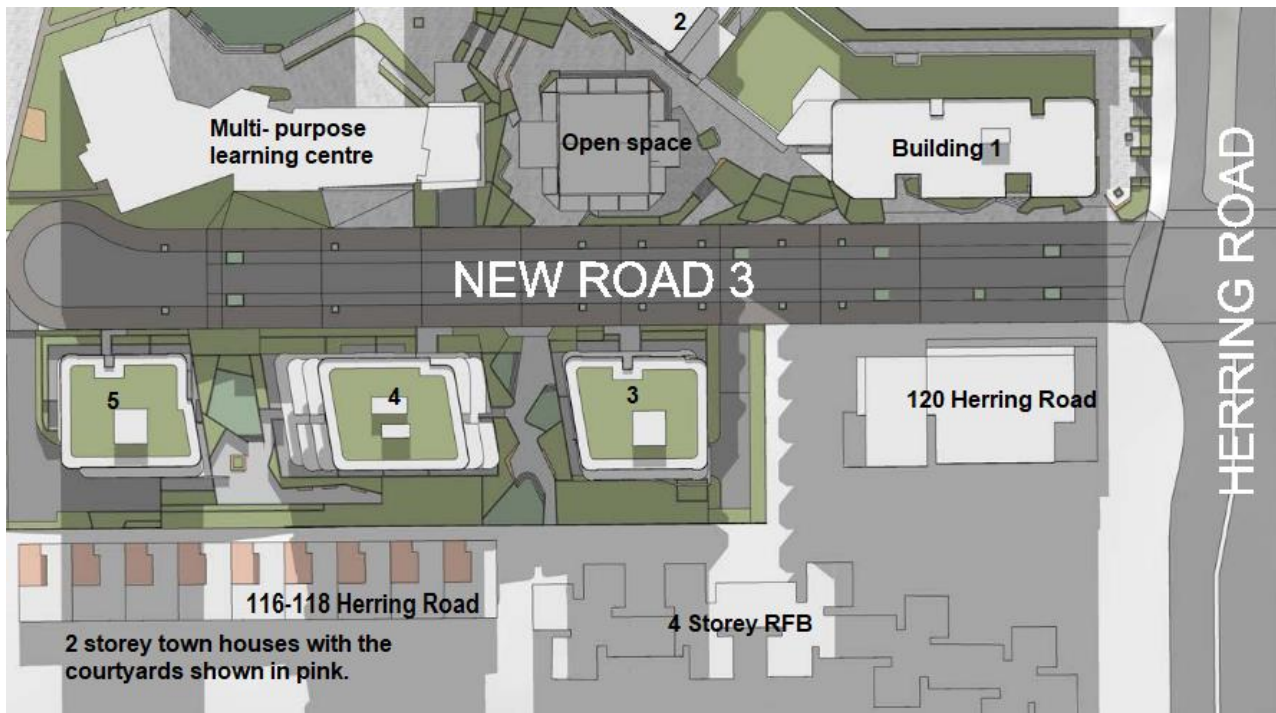 2
Multi- purpose
learning centre
Open space
Building 1
HERRING ROAD
NEW ROAD 3
5
4
3
120 Herring Road
116-118 Herring Road
4 Storey RFB
2 storey town houses with the
courtyards shown in pink.